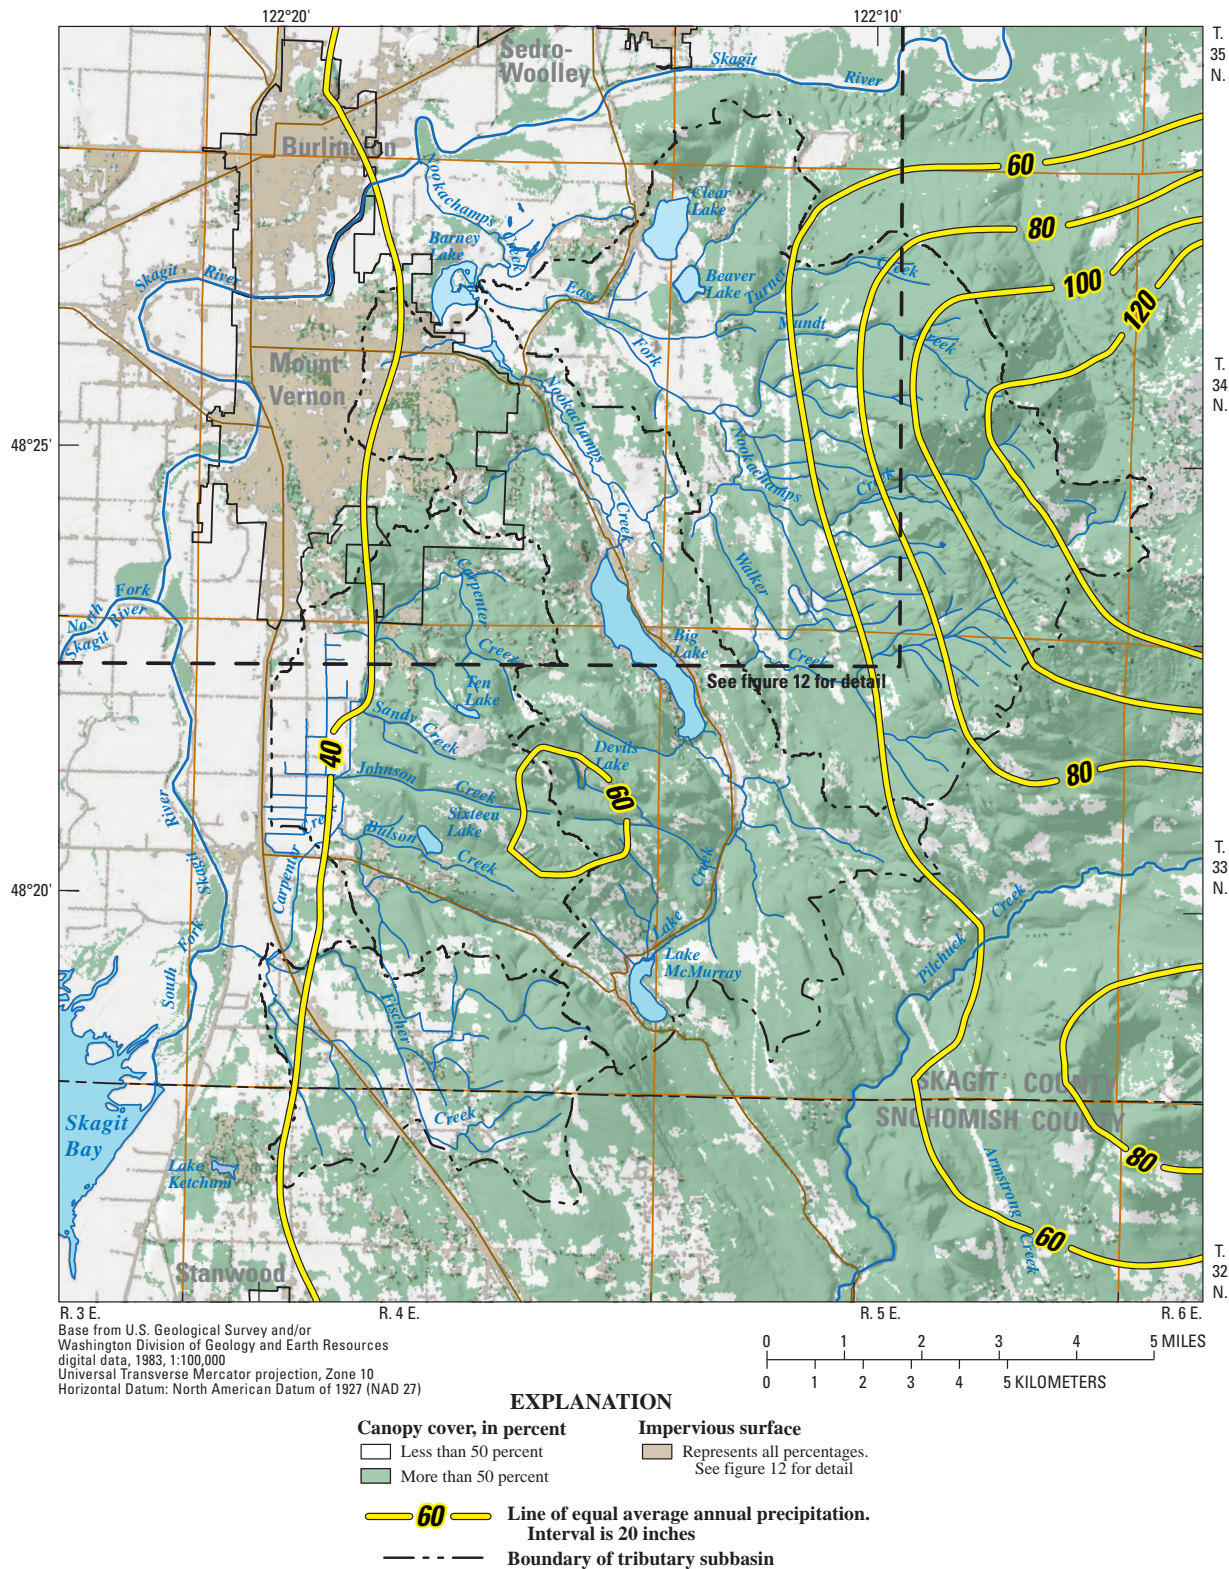 122°20'
122°10'
T.
35
N.
Sedro-
Woolley
Skagit
River
Burlington
60
Nookachamps
Creek
Clear
Lake
80
Barney
Lake
Skagit
River
Beaver
Lake
Turner
Creek
100
120
East
Fork
Mundt
Creek
Mount
Vernon
T.
34
N.
Nookachamps
Creek
Nookachamps
Creek
48°25'
Carpenter
Creek
Walker
Creek
North
Fork
Skagit
River
Big
Lake
See figure 12 for detail
Ten
Lake
Sandy
Creek
40
Devils
Lake
Johnson
Creek
60
80
Sixteen
Lake
River
Bulson
Creek
Carpenter
Creek
Creek
T.
33
N.
48°20'
Skagit
Creek
Fork
Lake
Pilchuck
Lake
McMurray
South
Fischer
SKAGIT COUNTY
SNOHOMISH COUNTY
Skagit
Bay
Creek
80
Lake
Ketchum
Armstrong
Creek
60
T.
32
N.
Stanwood
R. 3 E.
R. 4 E.
R. 5 E.
R. 6 E.
Base from U.S. Geological Survey and/or
Washington Division of Geology and Earth Resources
digital data, 1983, 1:100,000
Universal Transverse Mercator projection, Zone 10
Horizontal Datum: North American Datum of 1927 (NAD 27)
0 1 2 3 4 5 MILES
0 1 2 3 4 5 KILOMETERS
EXPLANATION
Canopy cover, in percent
Less than 50 percent
More than 50 percent
Impervious surface
Represents all percentages.
See figure 12 for detail
60
Line of equal average annual precipitation.
Interval is 20 inches
Boundary of tributary subbasin